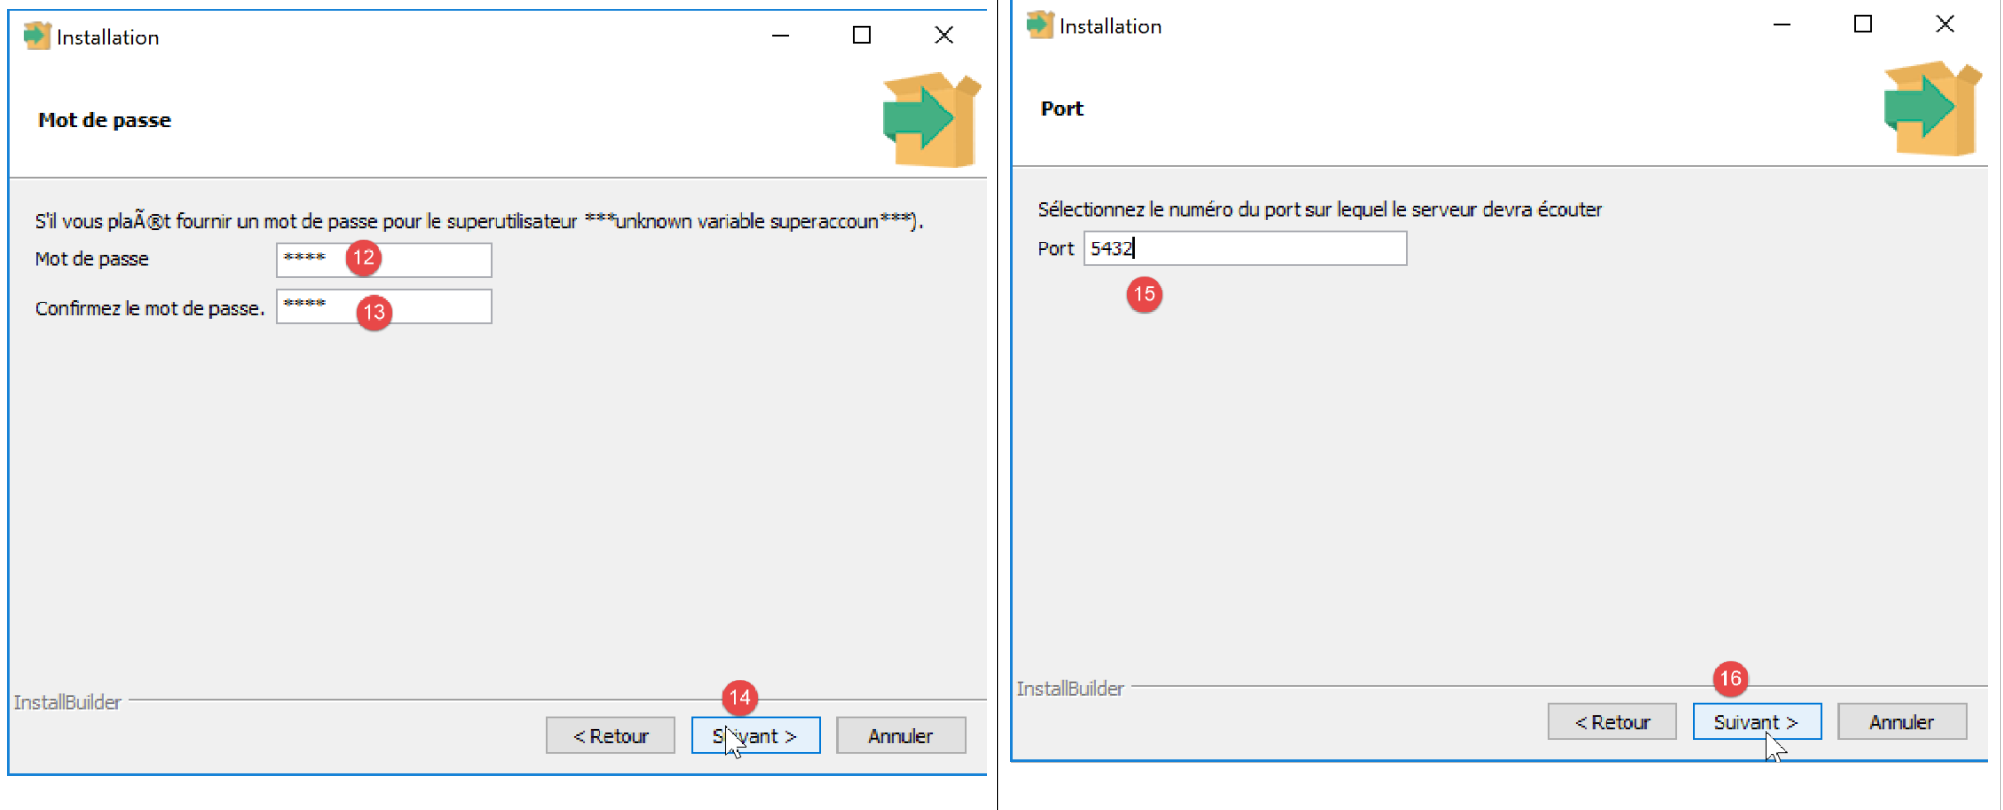 Installation
Mot de passe
S'il vous plaÃ®t fournir un mot de passe pour le superutilisateur ***unknown variable superaccoun***).
Mot de passe **** 12
Confirmez le mot de passe. **** 13
InstallBuilder
14
< Retour Suivant > Annuler
Installation
Port
Sélectionnez le numéro du port sur lequel le serveur devra écouter
Port 5432
15
InstallBuilder
16
< Retour Suivant > Annuler